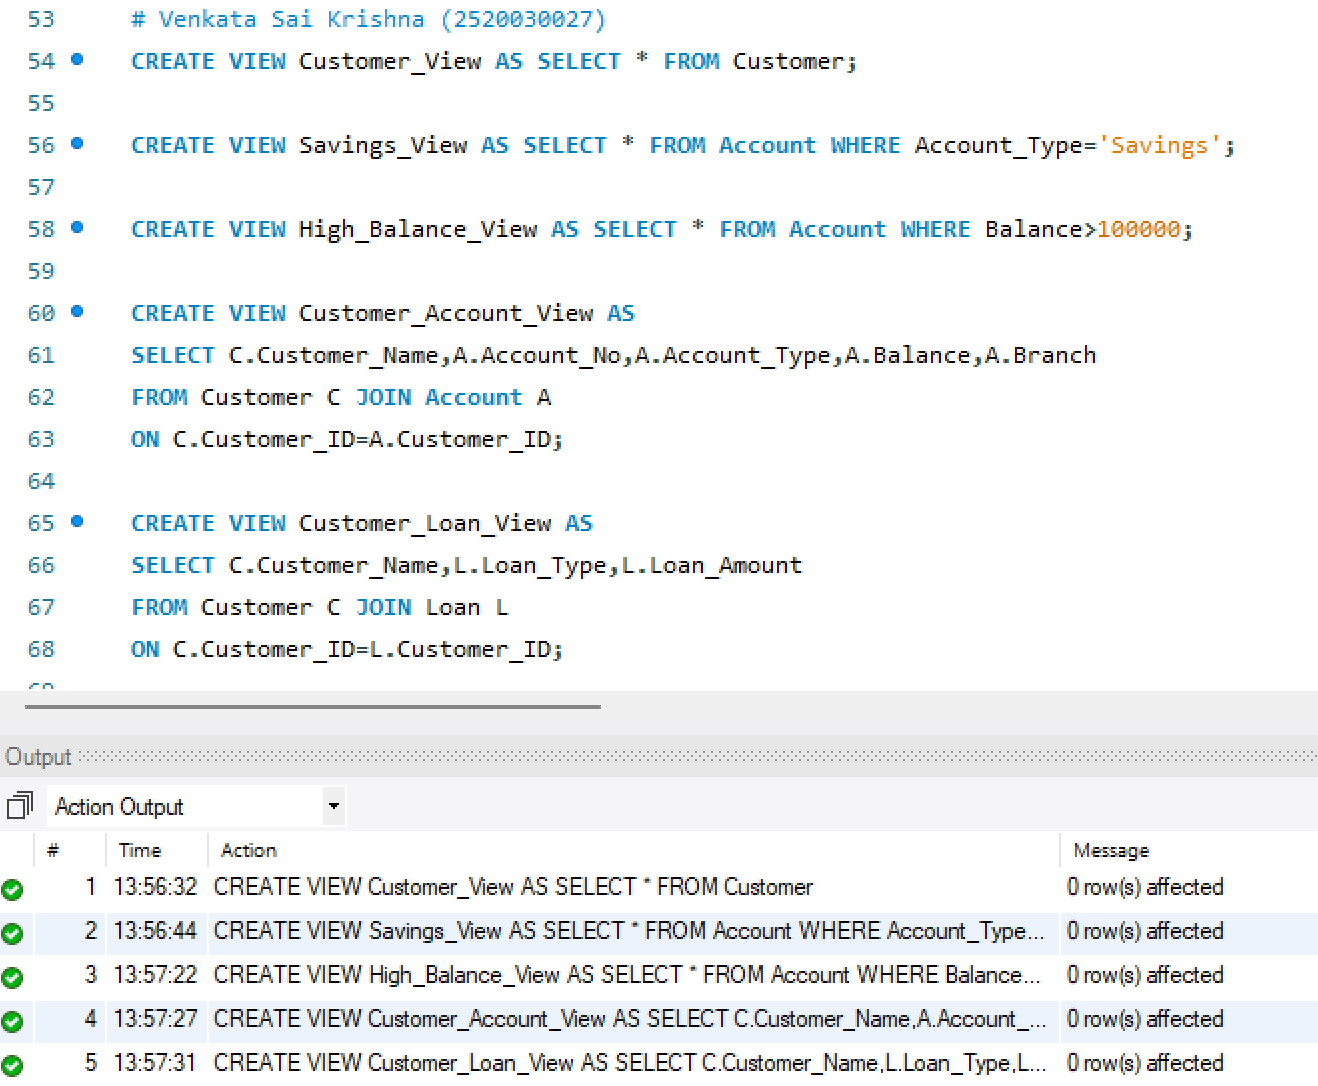 53 # Venkata Sai Krishna (2520030027)
54 CREATE VIEW Customer_View AS SELECT * FROM Customer;
55
56 CREATE VIEW Savings_View AS SELECT * FROM Account WHERE Account_Type='Savings';
57
58 CREATE VIEW High_Balance_View AS SELECT * FROM Account WHERE Balance>100000;
59
60 CREATE VIEW Customer_Account_View AS
61 SELECT C.Customer_Name,A.Account_No,A.Account_Type,A.Balance,A.Branch
62 FROM Customer C JOIN Account A
63 ON C.Customer_ID=A.Customer_ID;
64
65 CREATE VIEW Customer_Loan_View AS
66 SELECT C.Customer_Name,L.Loan_Type,L.Loan_Amount
67 FROM Customer C JOIN Loan L
68 ON C.Customer_ID=L.Customer_ID;
Output
Action Output
# Time Action Message
1 13:56:32 CREATE VIEW Customer_View AS SELECT * FROM Customer 0 row(s) affected
2 13:56:44 CREATE VIEW Savings_View AS SELECT * FROM Account WHERE Account_Type... 0 row(s) affected
3 13:57:22 CREATE VIEW High_Balance_View AS SELECT * FROM Account WHERE Balance... 0 row(s) affected
4 13:57:27 CREATE VIEW Customer_Account_View AS SELECT C.Customer_Name,A.Account_... 0 row(s) affected
5 13:57:31 CREATE VIEW Customer_Loan_View AS SELECT C.Customer_Name,L.Loan_Type,L... 0 row(s) affected